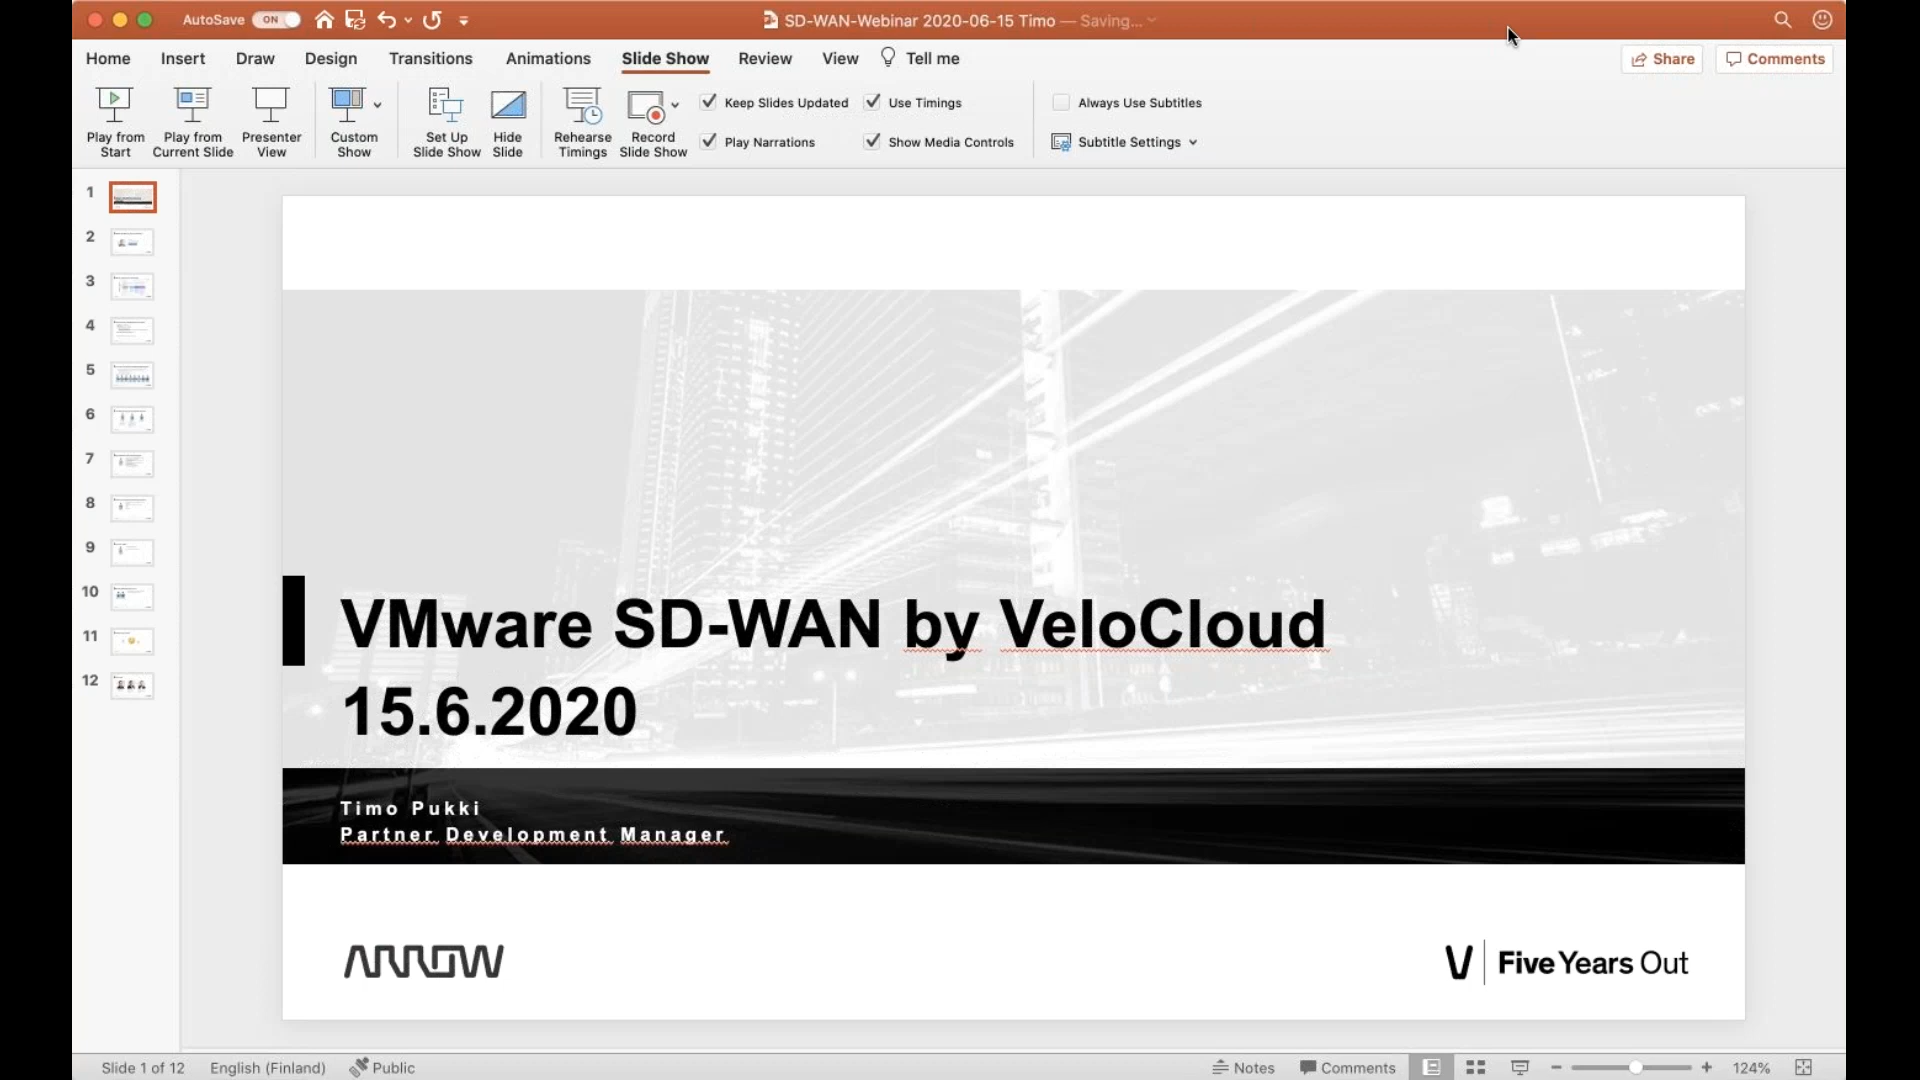 AutoSave ON
SD-WAN-Webinar 2020-06-15 Timo — Saving...
Home Insert Draw Design Transitions Animations Slide Show Review View Tell me
Share Comments
Play from Start
Play from Current Slide
Presenter View
Custom Show
Set Up Slide Show
Hide Slide
Rehearse Timings
Record Slide Show
Keep Slides Updated
Play Narrations
Use Timings
Show Media Controls
Always Use Subtitles
Subtitle Settings
1
2
3
4
5
6
7
8
9
10
11
12
VMware SD-WAN by VeloCloud
15.6.2020
Timo Pukki
Partner Development Manager
ARROW
Five Years Out
Slide 1 of 12 English (Finland) Public
Notes Comments 124%